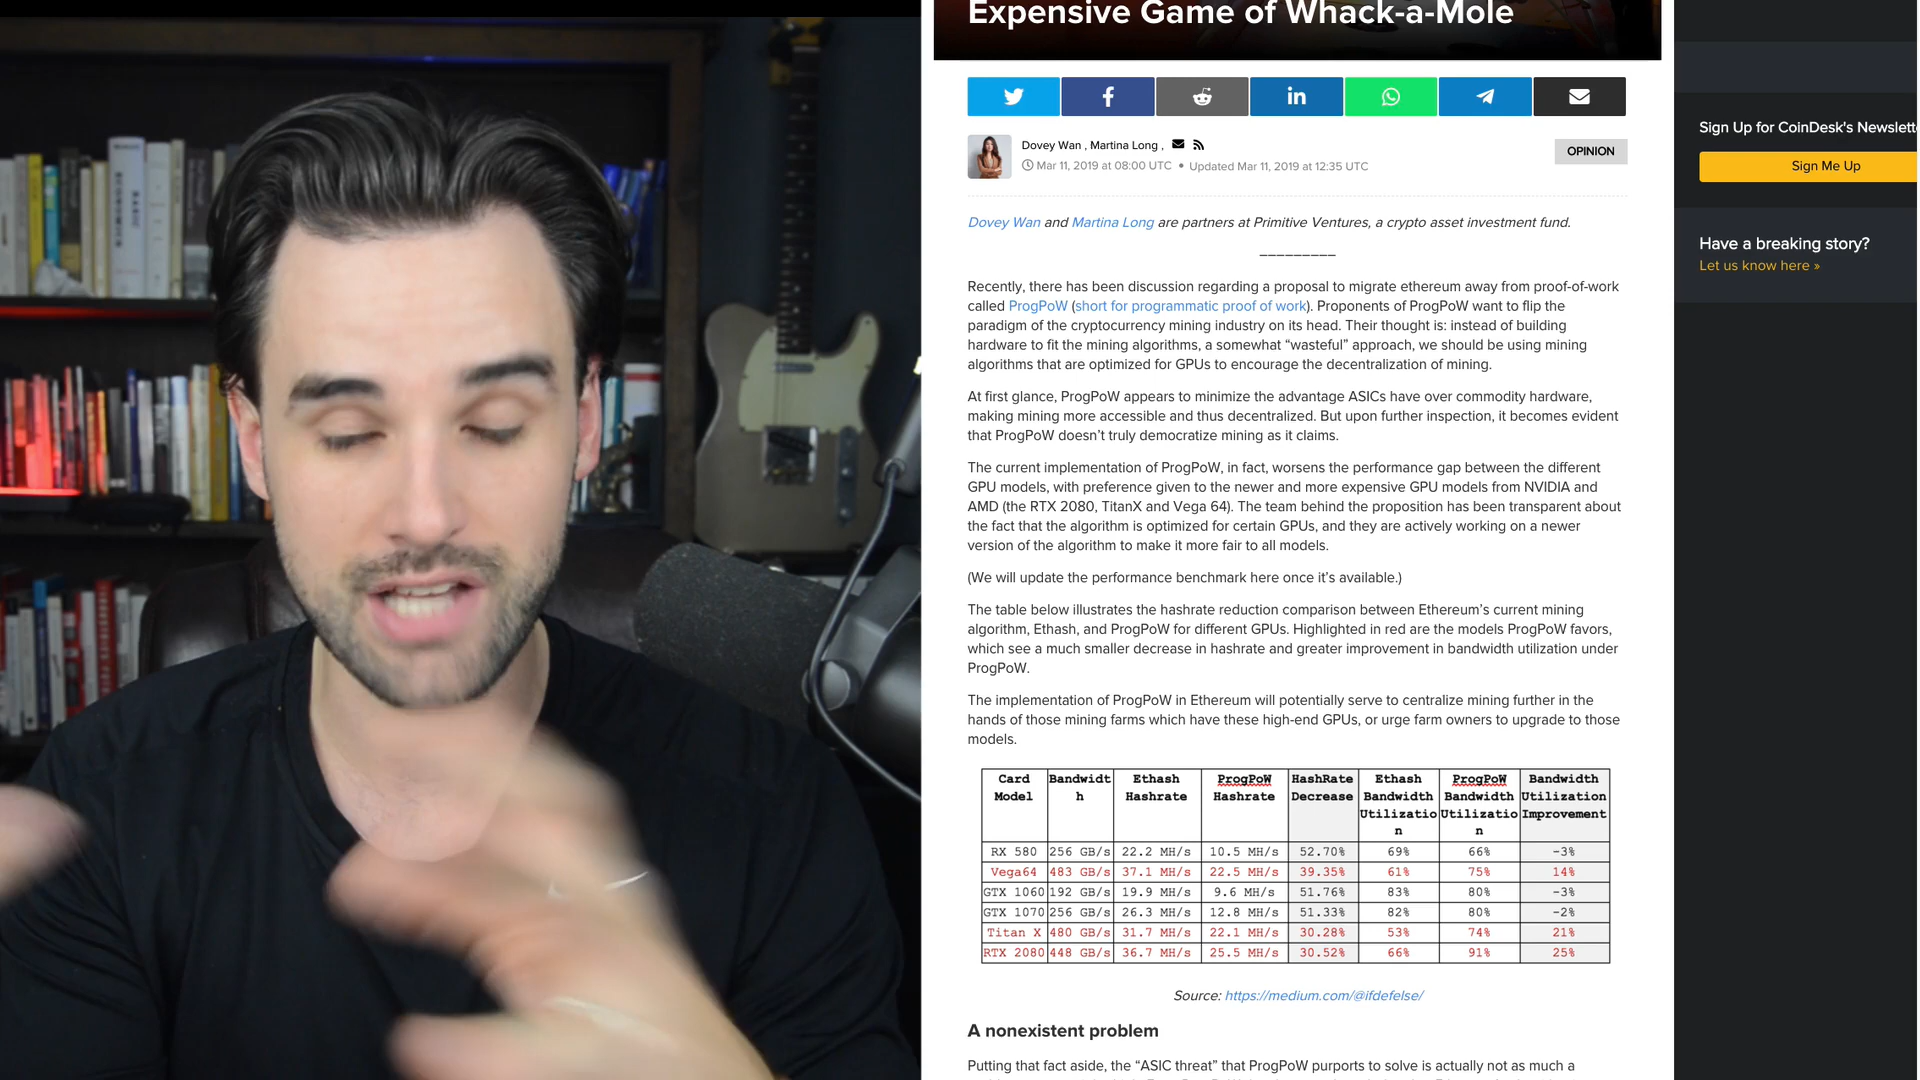 Expensive Game of Whack-a-Mole
Dovey Wan , Martina Long ,
Mar 11, 2019 at 08:00 UTC • Updated Mar 11, 2019 at 12:35 UTC
OPINION
Dovey Wan and Martina Long are partners at Primitive Ventures, a crypto asset investment fund.
__________
Recently, there has been discussion regarding a proposal to migrate ethereum away from proof-of-work
called ProgPoW (short for programmatic proof of work). Proponents of ProgPoW want to flip the
paradigm of the cryptocurrency mining industry on its head. Their thought is: instead of building
hardware to fit the mining algorithms, a somewhat “wasteful” approach, we should be using mining
algorithms that are optimized for GPUs to encourage the decentralization of mining.
At first glance, ProgPoW appears to minimize the advantage ASICs have over commodity hardware,
making mining more accessible and thus decentralized. But upon further inspection, it becomes evident
that ProgPoW doesn’t truly democratize mining as it claims.
The current implementation of ProgPoW, in fact, worsens the performance gap between the different
GPU models, with preference given to the newer and more expensive GPU models from NVIDIA and
AMD (the RTX 2080, TitanX and Vega 64). The team behind the proposition has been transparent about
the fact that the algorithm is optimized for certain GPUs, and they are actively working on a newer
version of the algorithm to make it more fair to all models.
(We will update the performance benchmark here once it’s available.)
The table below illustrates the hashrate reduction comparison between Ethereum’s current mining
algorithm, Ethash, and ProgPoW for different GPUs. Highlighted in red are the models ProgPoW favors,
which see a much smaller decrease in hashrate and greater improvement in bandwidth utilization under
ProgPoW.
The implementation of ProgPoW in Ethereum will potentially serve to centralize mining further in the
hands of those mining farms which have these high-end GPUs, or urge farm owners to upgrade to those
models.
Card Bandwidt Ethash ProgPoW HashRate Ethash ProgPoW Bandwidth
Model h Hashrate Hashrate Decrease Bandwidth Bandwidth Utilization
Utilizatio Utilizatio Improvement
n n
RX 580 256 GB/s 22.2 MH/s 10.5 MH/s 52.70% 69% 66% -3%
Vega64 483 GB/s 37.1 MH/s 22.5 MH/s 39.35% 61% 75% 14%
GTX 1060 192 GB/s 19.9 MH/s 9.6 MH/s 51.76% 83% 80% -3%
GTX 1070 256 GB/s 26.3 MH/s 12.8 MH/s 51.33% 82% 80% -2%
Titan X 480 GB/s 31.7 MH/s 22.1 MH/s 30.28% 53% 74% 21%
RTX 2080 448 GB/s 36.7 MH/s 25.5 MH/s 30.52% 66% 91% 25%
Source: https://medium.com/@ifdefelse/
A nonexistent problem
Putting that fact aside, the “ASIC threat” that ProgPoW purports to solve is actually not as much a
Sign Up for CoinDesk's Newslett
Sign Me Up
Have a breaking story?
Let us know here »